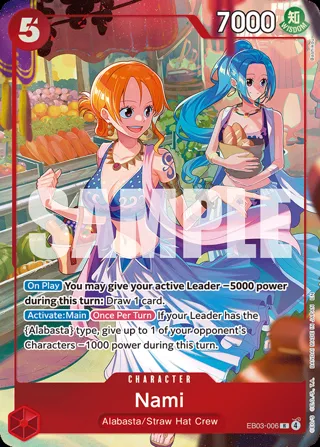 5
7000
知
WISDOM
SAMPLE
On Play You may give your active Leader −5000 power
during this turn: Draw 1 card.
Activate:Main Once Per Turn If your Leader has the
{Alabasta} type, give up to 1 of your opponent's
Characters −1000 power during this turn.
CHARACTER
Nami
Alabasta/Straw Hat Crew
EB03-006 R 4